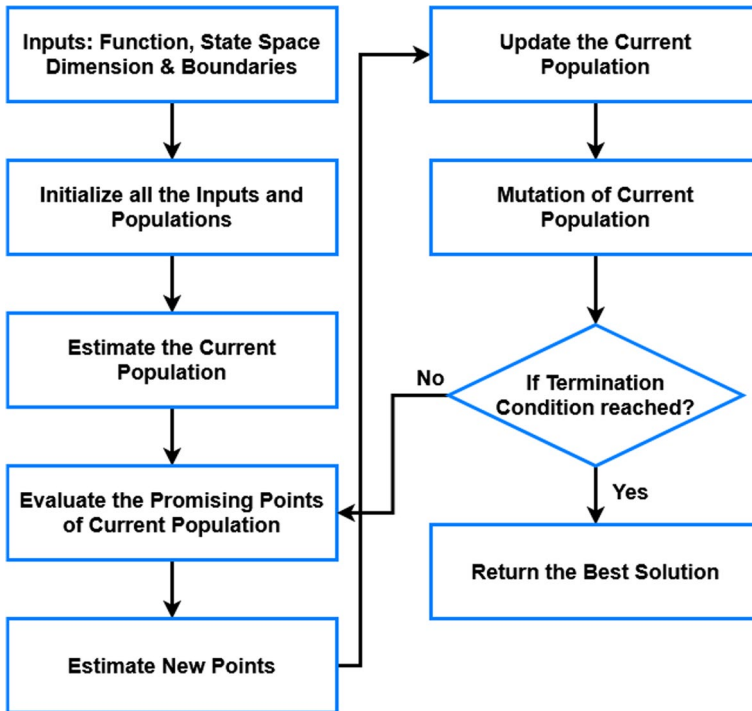 Inputs: Function, State Space
Dimension & Boundaries
Initialize all the Inputs and
Populations
Estimate the Current
Population
Evaluate the Promising Points
of Current Population
Estimate New Points
Update the Current
Population
Mutation of Current
Population
If Termination
Condition reached?
No
Yes
Return the Best Solution